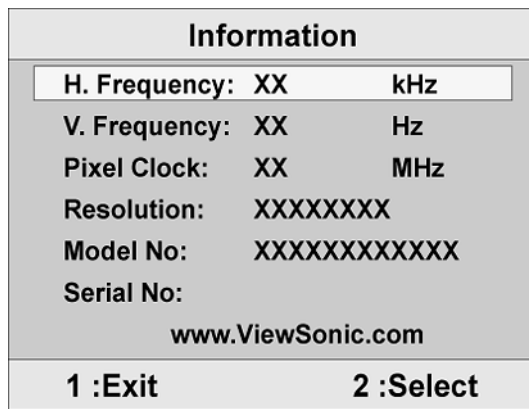 Information
H. Frequency: XX kHz
V. Frequency: XX Hz
Pixel Clock: XX MHz
Resolution: XXXXXXXX
Model No: XXXXXXXXXXXX
Serial No:
www.ViewSonic.com
1 :Exit 2 :Select